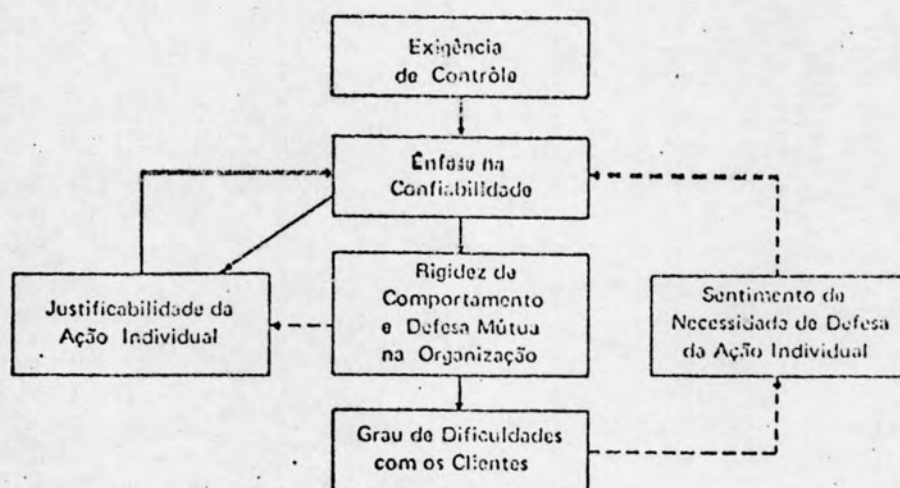 Exigência
de Contrôle
Ênfase na
Confiabilidade
Rigidez de
Comportamento
e Defesa Mútua
na Organização
Justificabilidade da
Ação Individual
Sentimento de
Necessidade de Defesa
da Ação Individual
Grau de Dificuldades
com os Clientes